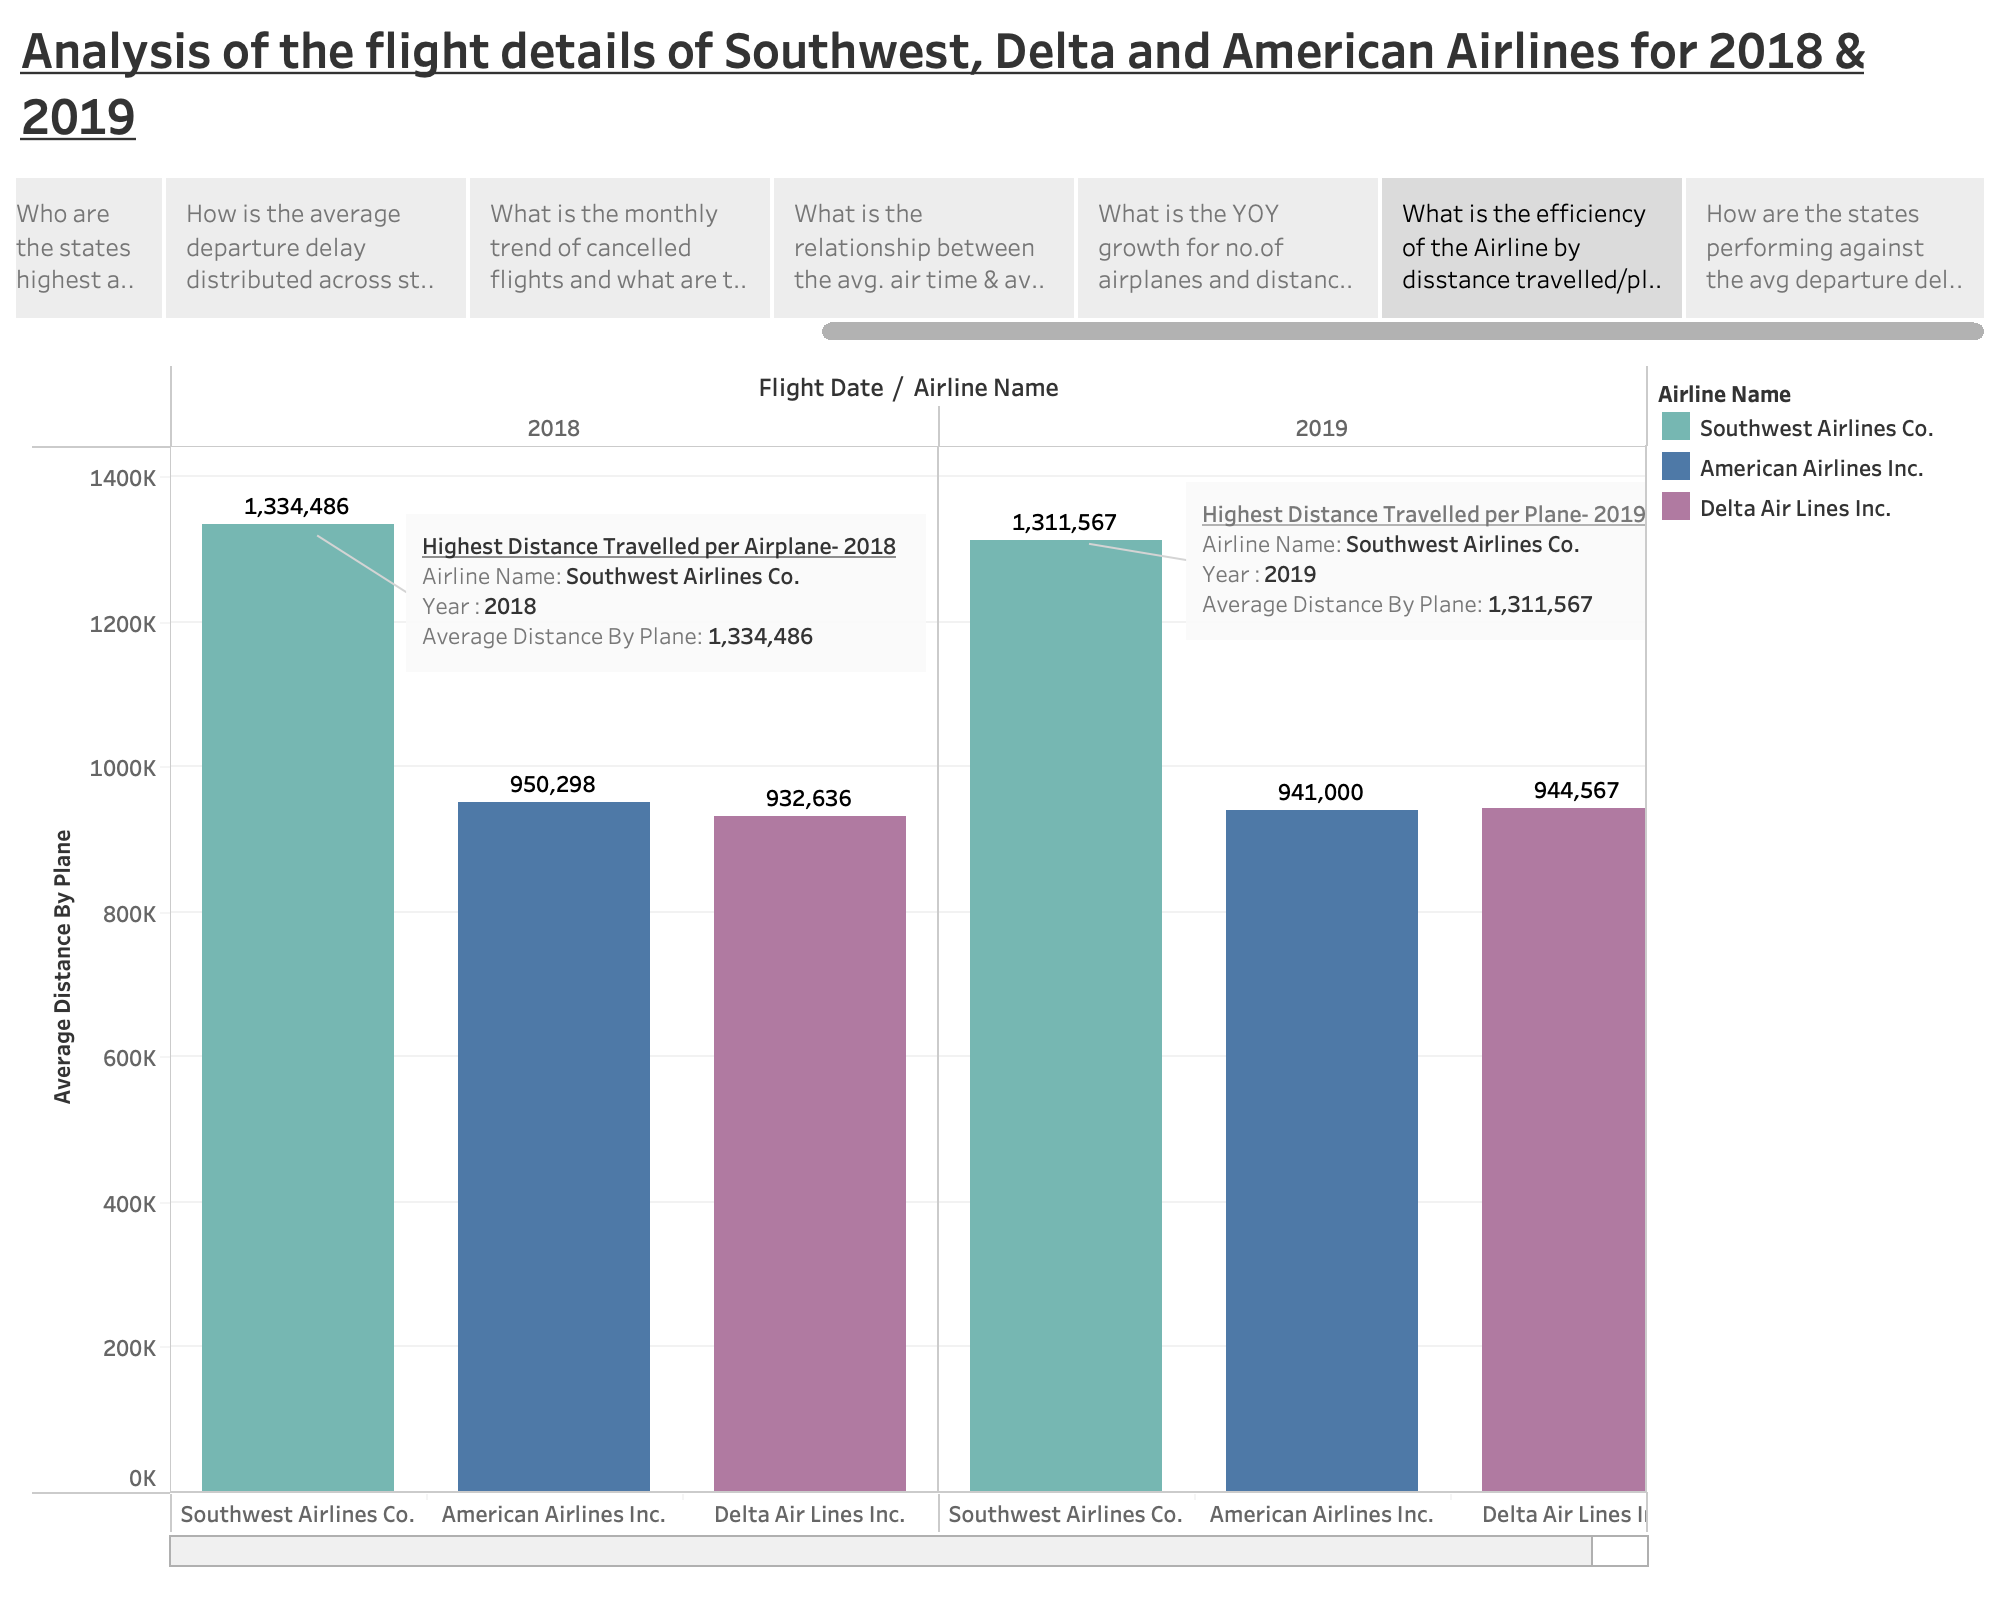 Analysis of the flight details of Southwest, Delta and American Airlines for 2018 &
2019
Who are
the states
highest a..
How is the average
departure delay
distributed across st..
What is the monthly
trend of cancelled
flights and what are t..
What is the
relationship between
the avg. air time & av..
What is the YOY
growth for no.of
airplanes and distanc..
What is the efficiency
of the Airline by
disstance travelled/pl..
How are the states
performing against
the avg departure del..
Flight Date / Airline Name
2018
2019
Airline Name
Southwest Airlines Co.
American Airlines Inc.
Delta Air Lines Inc.
Average Distance By Plane
1400K
1200K
1000K
800K
600K
400K
200K
0K
1,334,486
Highest Distance Travelled per Airplane- 2018
Airline Name: Southwest Airlines Co.
Year : 2018
Average Distance By Plane: 1,334,486
950,298
932,636
1,311,567
Highest Distance Travelled per Plane- 2019
Airline Name: Southwest Airlines Co.
Year : 2019
Average Distance By Plane: 1,311,567
941,000
944,567
Southwest Airlines Co.
American Airlines Inc.
Delta Air Lines Inc.
Southwest Airlines Co.
American Airlines Inc.
Delta Air Lines